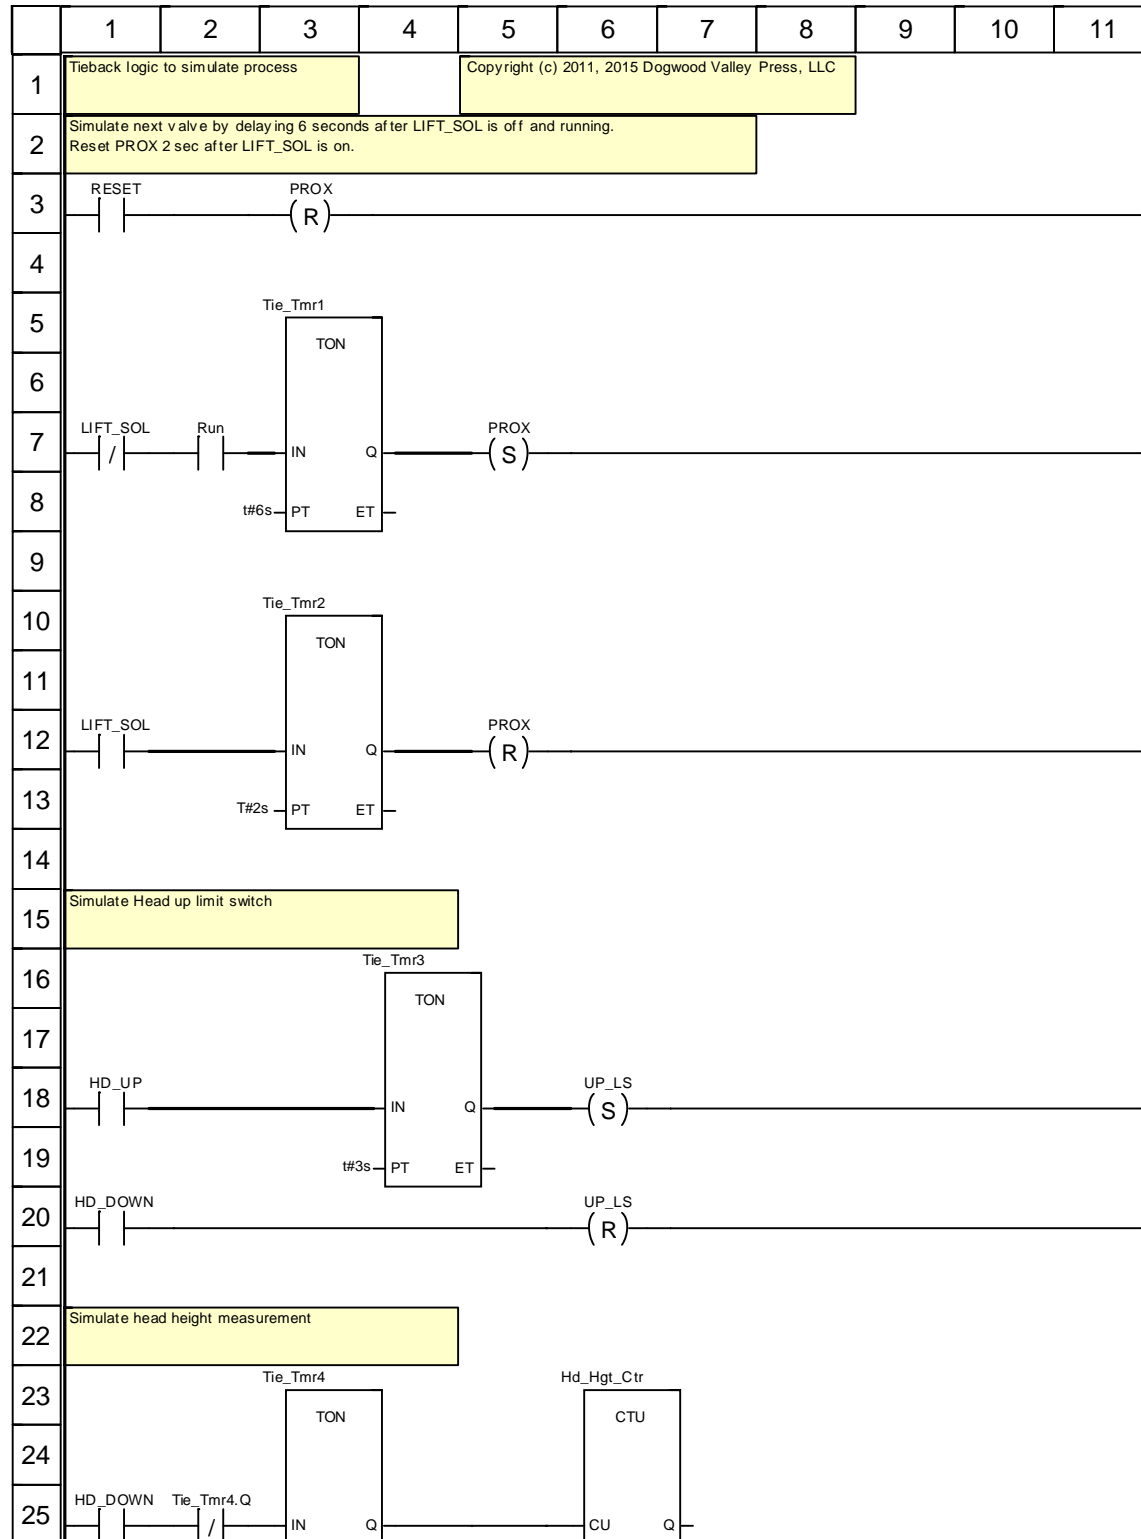 1 2 3 4 5 6 7 8 9 10 11
1
Tieback logic to simulate process
Copyright (c) 2011, 2015 Dogwood Valley Press, LLC
2
Simulate next valve by delaying 6 seconds after LIFT_SOL is off and running.
Reset PROX 2 sec after LIFT_SOL is on.
3
RESET PROX
R
4
5
Tie_Tmr1
TON
6
7
LIFT_SOL Run PROX
/ IN Q S
8
t#6s PT ET
9
10
Tie_Tmr2
TON
11
12
LIFT_SOL PROX
IN Q R
13
T#2s PT ET
14
15
Simulate Head up limit switch
16
Tie_Tmr3
TON
17
18
HD_UP UP_LS
IN Q S
19
t#3s PT ET
20
HD_DOWN UP_LS
R
21
22
Simulate head height measurement
23
Tie_Tmr4 Hd_Hgt_Ctr
TON CTU
24
25
HD_DOWN Tie_Tmr4.Q
/ IN Q CU Q